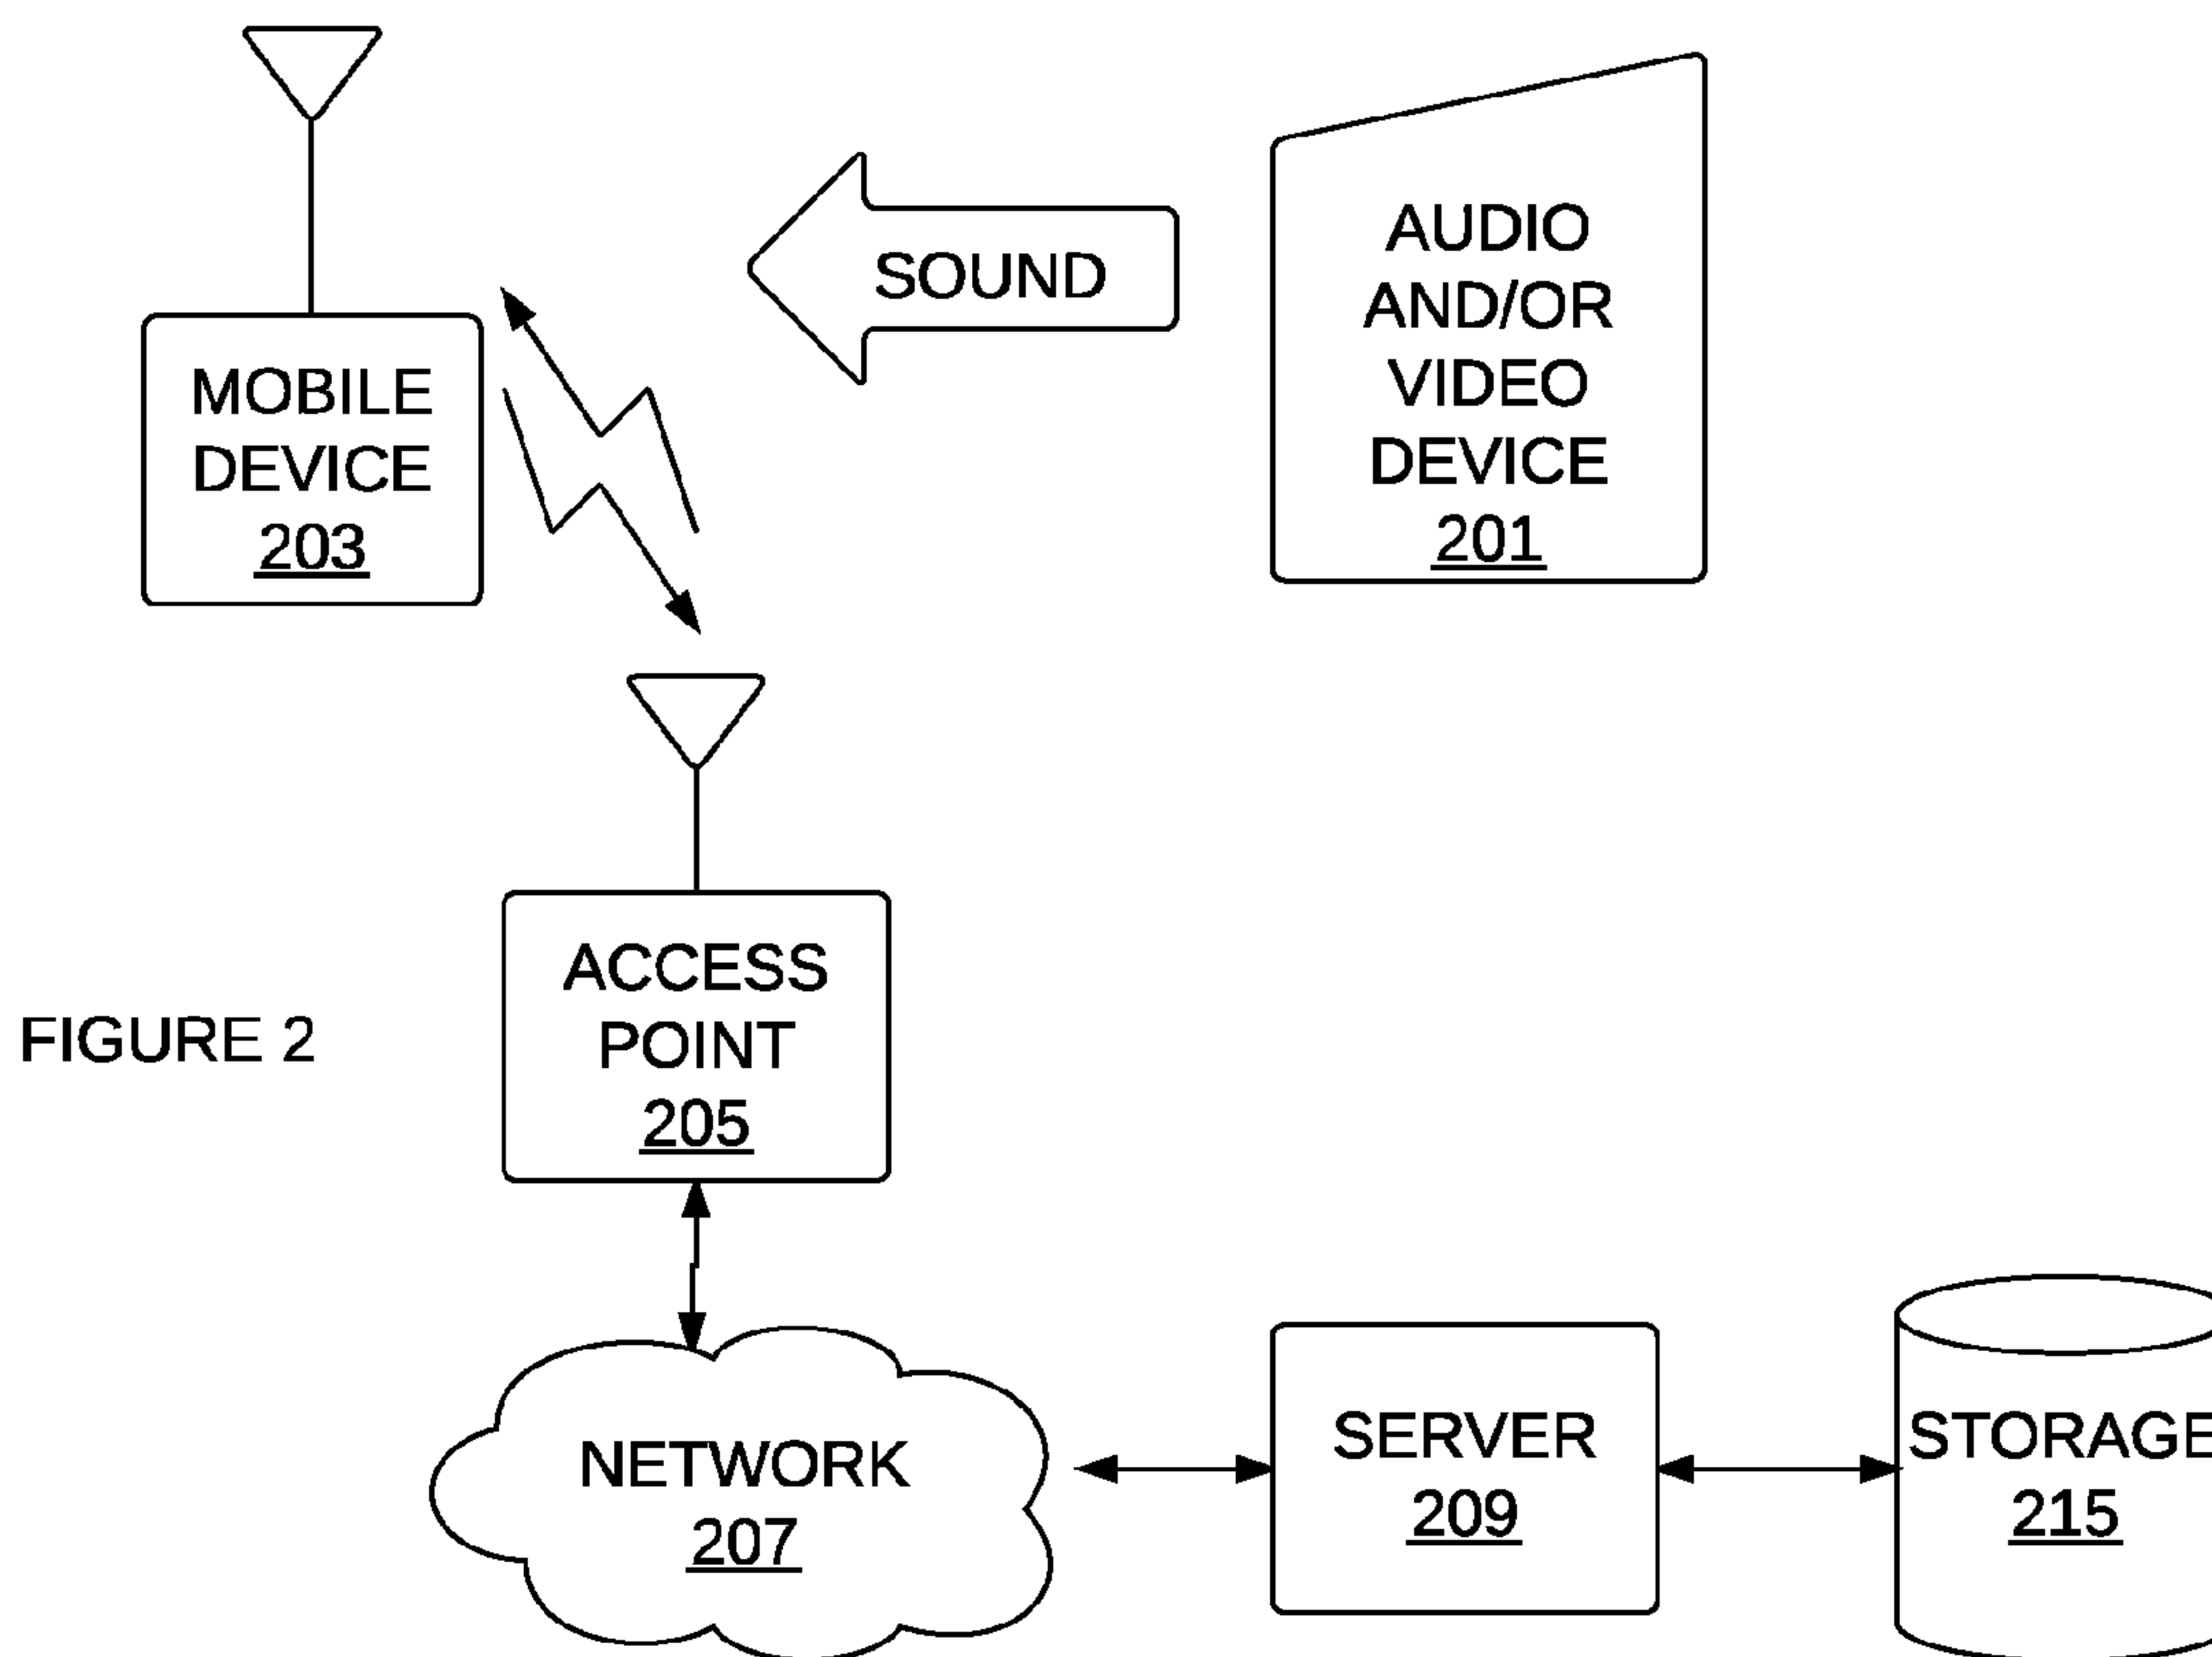 MOBILE
DEVICE
203
SOUND
AUDIO
AND/OR
VIDEO
DEVICE
201
ACCESS
POINT
205
FIGURE 2
NETWORK
207
SERVER
209
STORAGE
215